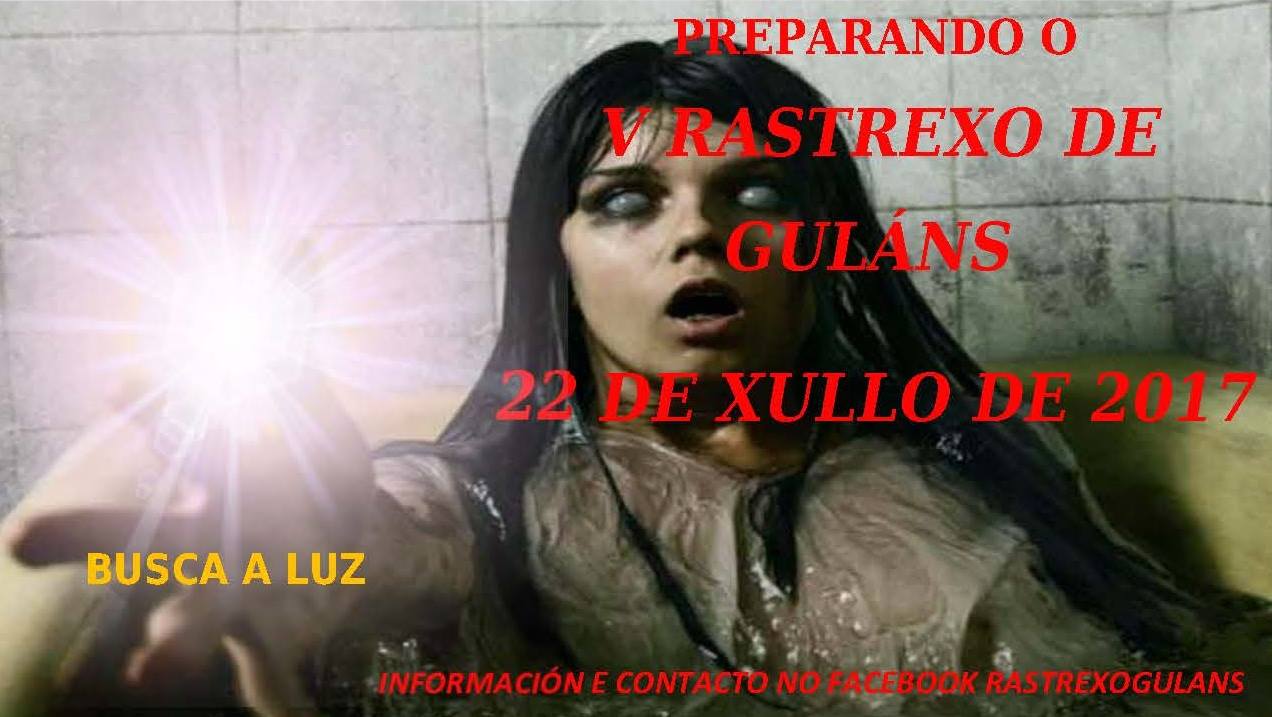 PREPARANDO O
V RASTREXO DE
GULÁNS
22 DE XULLO DE 2017
BUSCA A LUZ
INFORMACIÓN E CONTACTO NO FACEBOOK RASTREXOGULANS